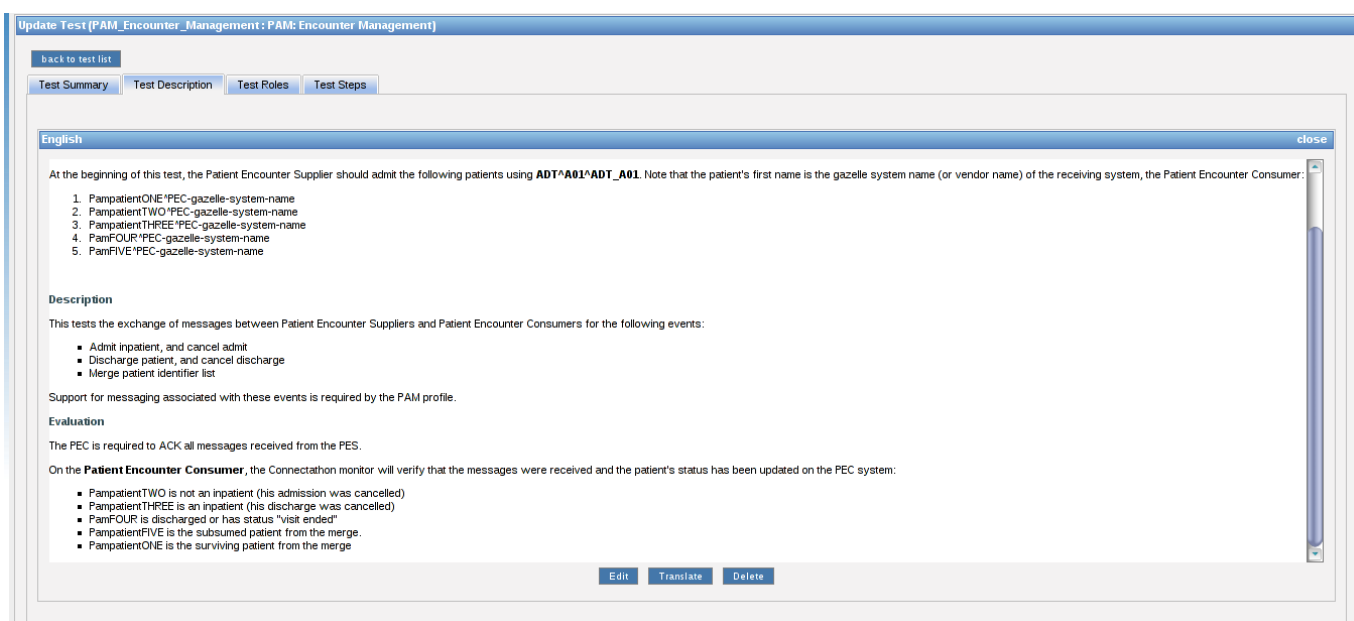 Update Test (PAM_Encounter_Management : PAM: Encounter Management)
back to test list
Test Summary Test Description Test Roles Test Steps
English close
At the beginning of this test, the Patient Encounter Supplier should admit the following patients using ADT^A01^ADT_A01. Note that the patient's first name is the gazelle system name (or vendor name) of the receiving system, the Patient Encounter Consumer:
1. PampatientONE^PEC-gazelle-system-name
2. PampatientTWO^PEC-gazelle-system-name
3. PampatientTHREE^PEC-gazelle-system-name
4. PamFOUR^PEC-gazelle-system-name
5. PamFIVE^PEC-gazelle-system-name
Description
This tests the exchange of messages between Patient Encounter Suppliers and Patient Encounter Consumers for the following events:
▪ Admit inpatient, and cancel admit
▪ Discharge patient, and cancel discharge
▪ Merge patient identifier list
Support for messaging associated with these events is required by the PAM profile.
Evaluation
The PEC is required to ACK all messages received from the PES.
On the Patient Encounter Consumer, the Connectathon monitor will verify that the messages were received and the patient's status has been updated on the PEC system:
▪ PampatientTWO is not an inpatient (his admission was cancelled)
▪ PampatientTHREE is an inpatient (his discharge was cancelled)
▪ PamFOUR is discharged or has status "visit ended"
▪ PampatientFIVE is the subsumed patient from the merge.
▪ PampatientONE is the surviving patient from the merge
Edit Translate Delete